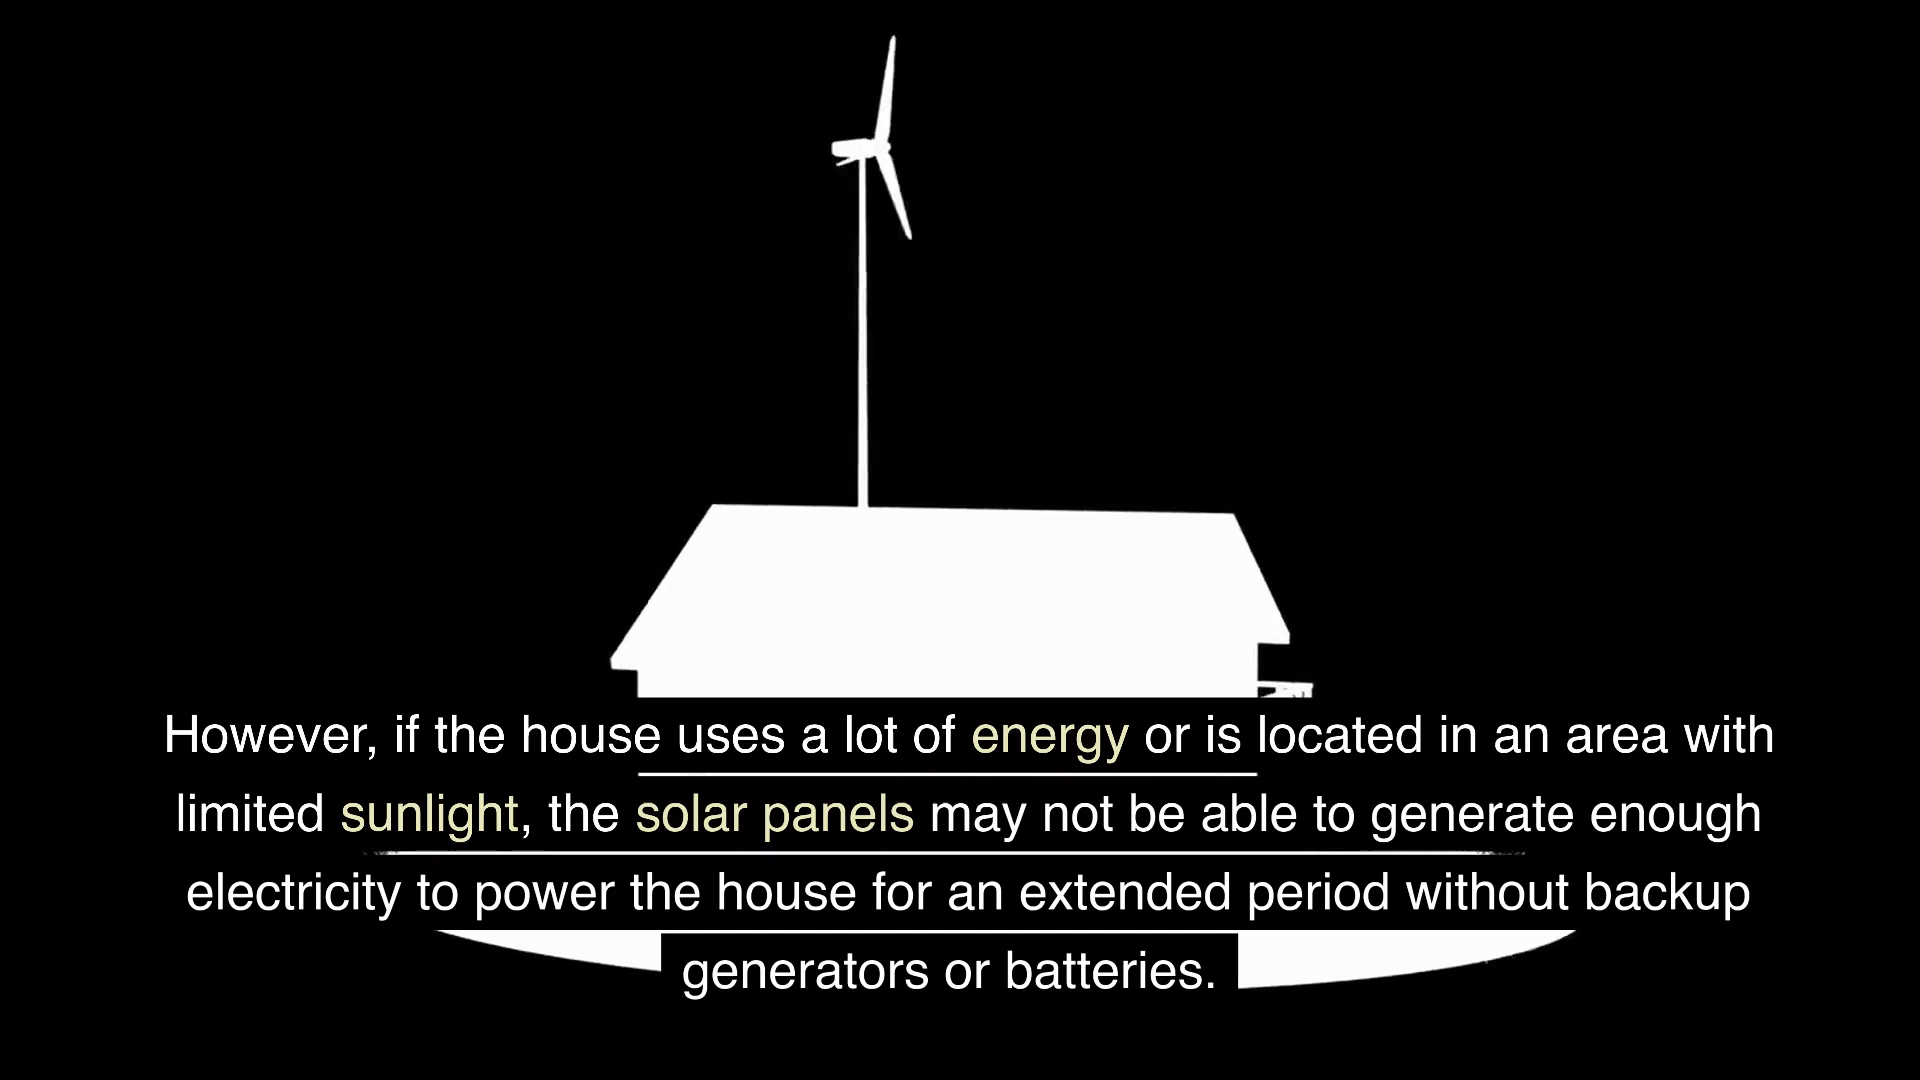 However, if the house uses a lot of energy or is located in an area with
limited sunlight, the solar panels may not be able to generate enough
electricity to power the house for an extended period without backup
generators or batteries.